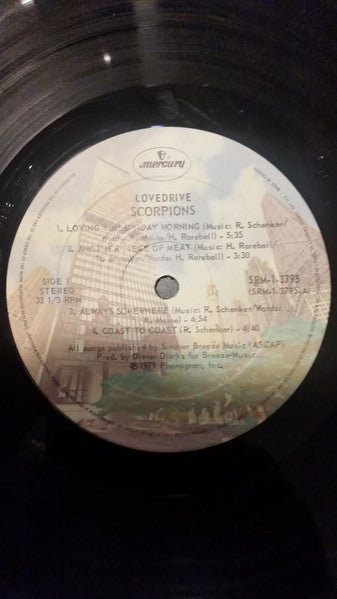 mercury
LOVEDRIVE
SCORPIONS
1. LOVING YOU SUNDAY MORNING (Music: R. Schenker/
Words: K. Meine/H. Rarebell) - 5:35
2. ANOTHER PIECE OF MEAT (Music: H. Rarebell/
R. Schenker/Words: H. Rarebell) - 3:30
SIDE 1
STEREO
33 1/3 RPM
SRM-1-3795
(SRM-1-3795-A)
3. ALWAYS SOMEWHERE (Music: R. Schenker/Words:
K. Meine) - 4:54
4. COAST TO COAST (R. Schenker) - 4:40
All songs published by Summer Breeze Music (ASCAP)
Prod. by Dieter Dierks for Breeze-Music
℗1979 Phonogram, Inc.